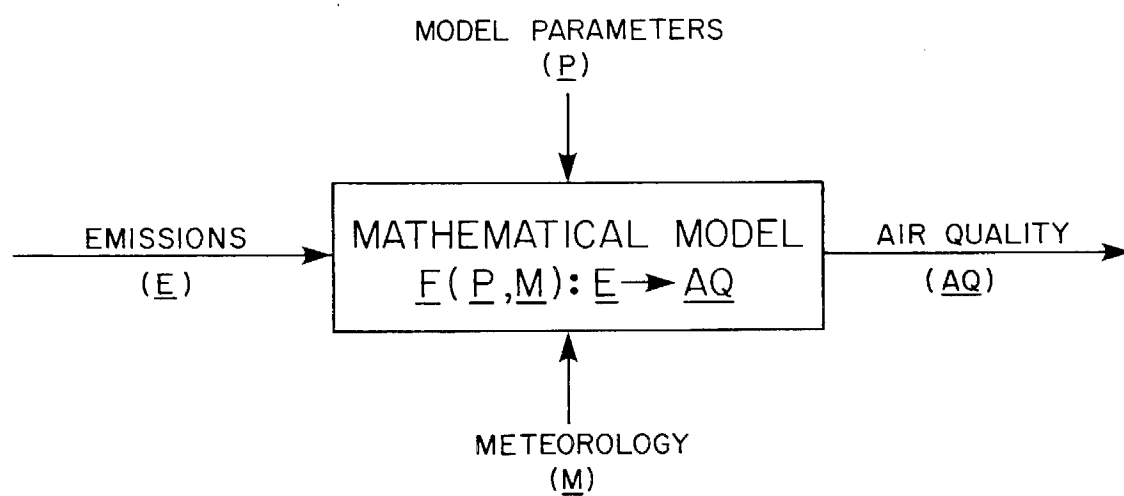 MODEL PARAMETERS
(P)
EMISSIONS
(E)
MATHEMATICAL MODEL
F(P,M): E→AQ
AIR QUALITY
(AQ)
METEOROLOGY
(M)